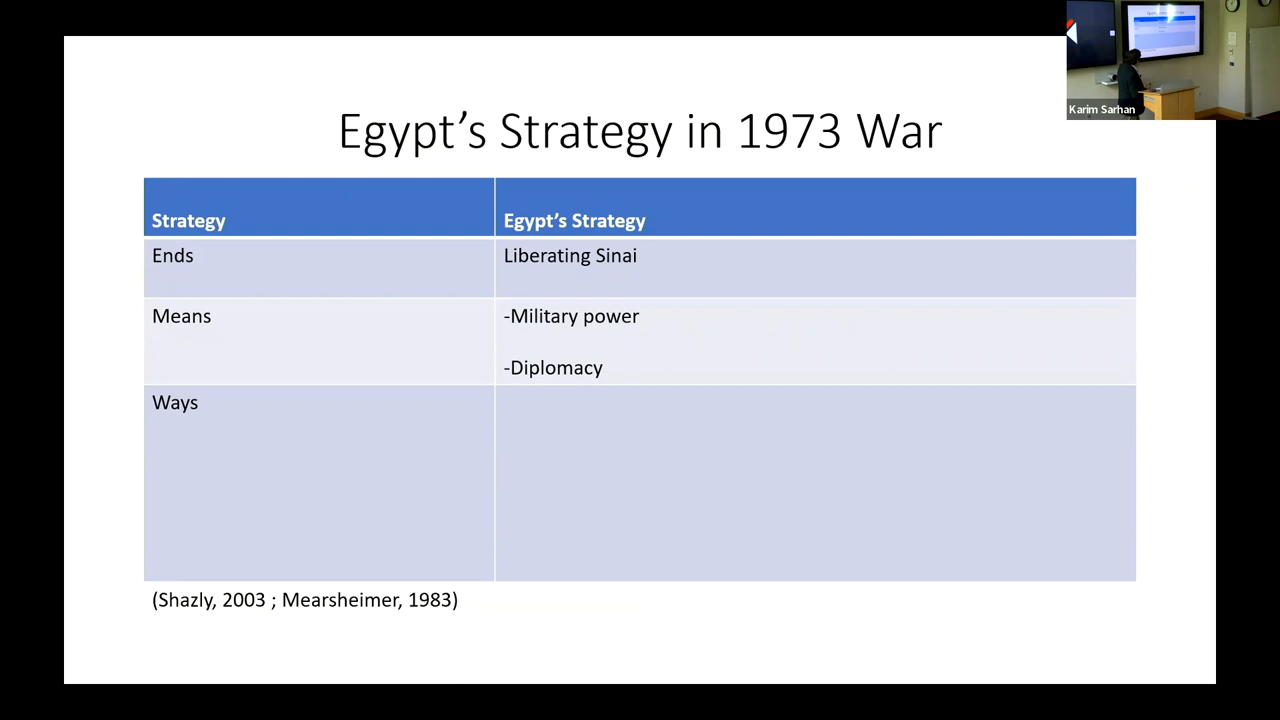 Karim Sarhan
Egypt’s Strategy in 1973 War
Strategy
Egypt’s Strategy
Ends
Liberating Sinai
Means
-Military power
-Diplomacy
Ways
(Shazly, 2003 ; Mearsheimer, 1983)